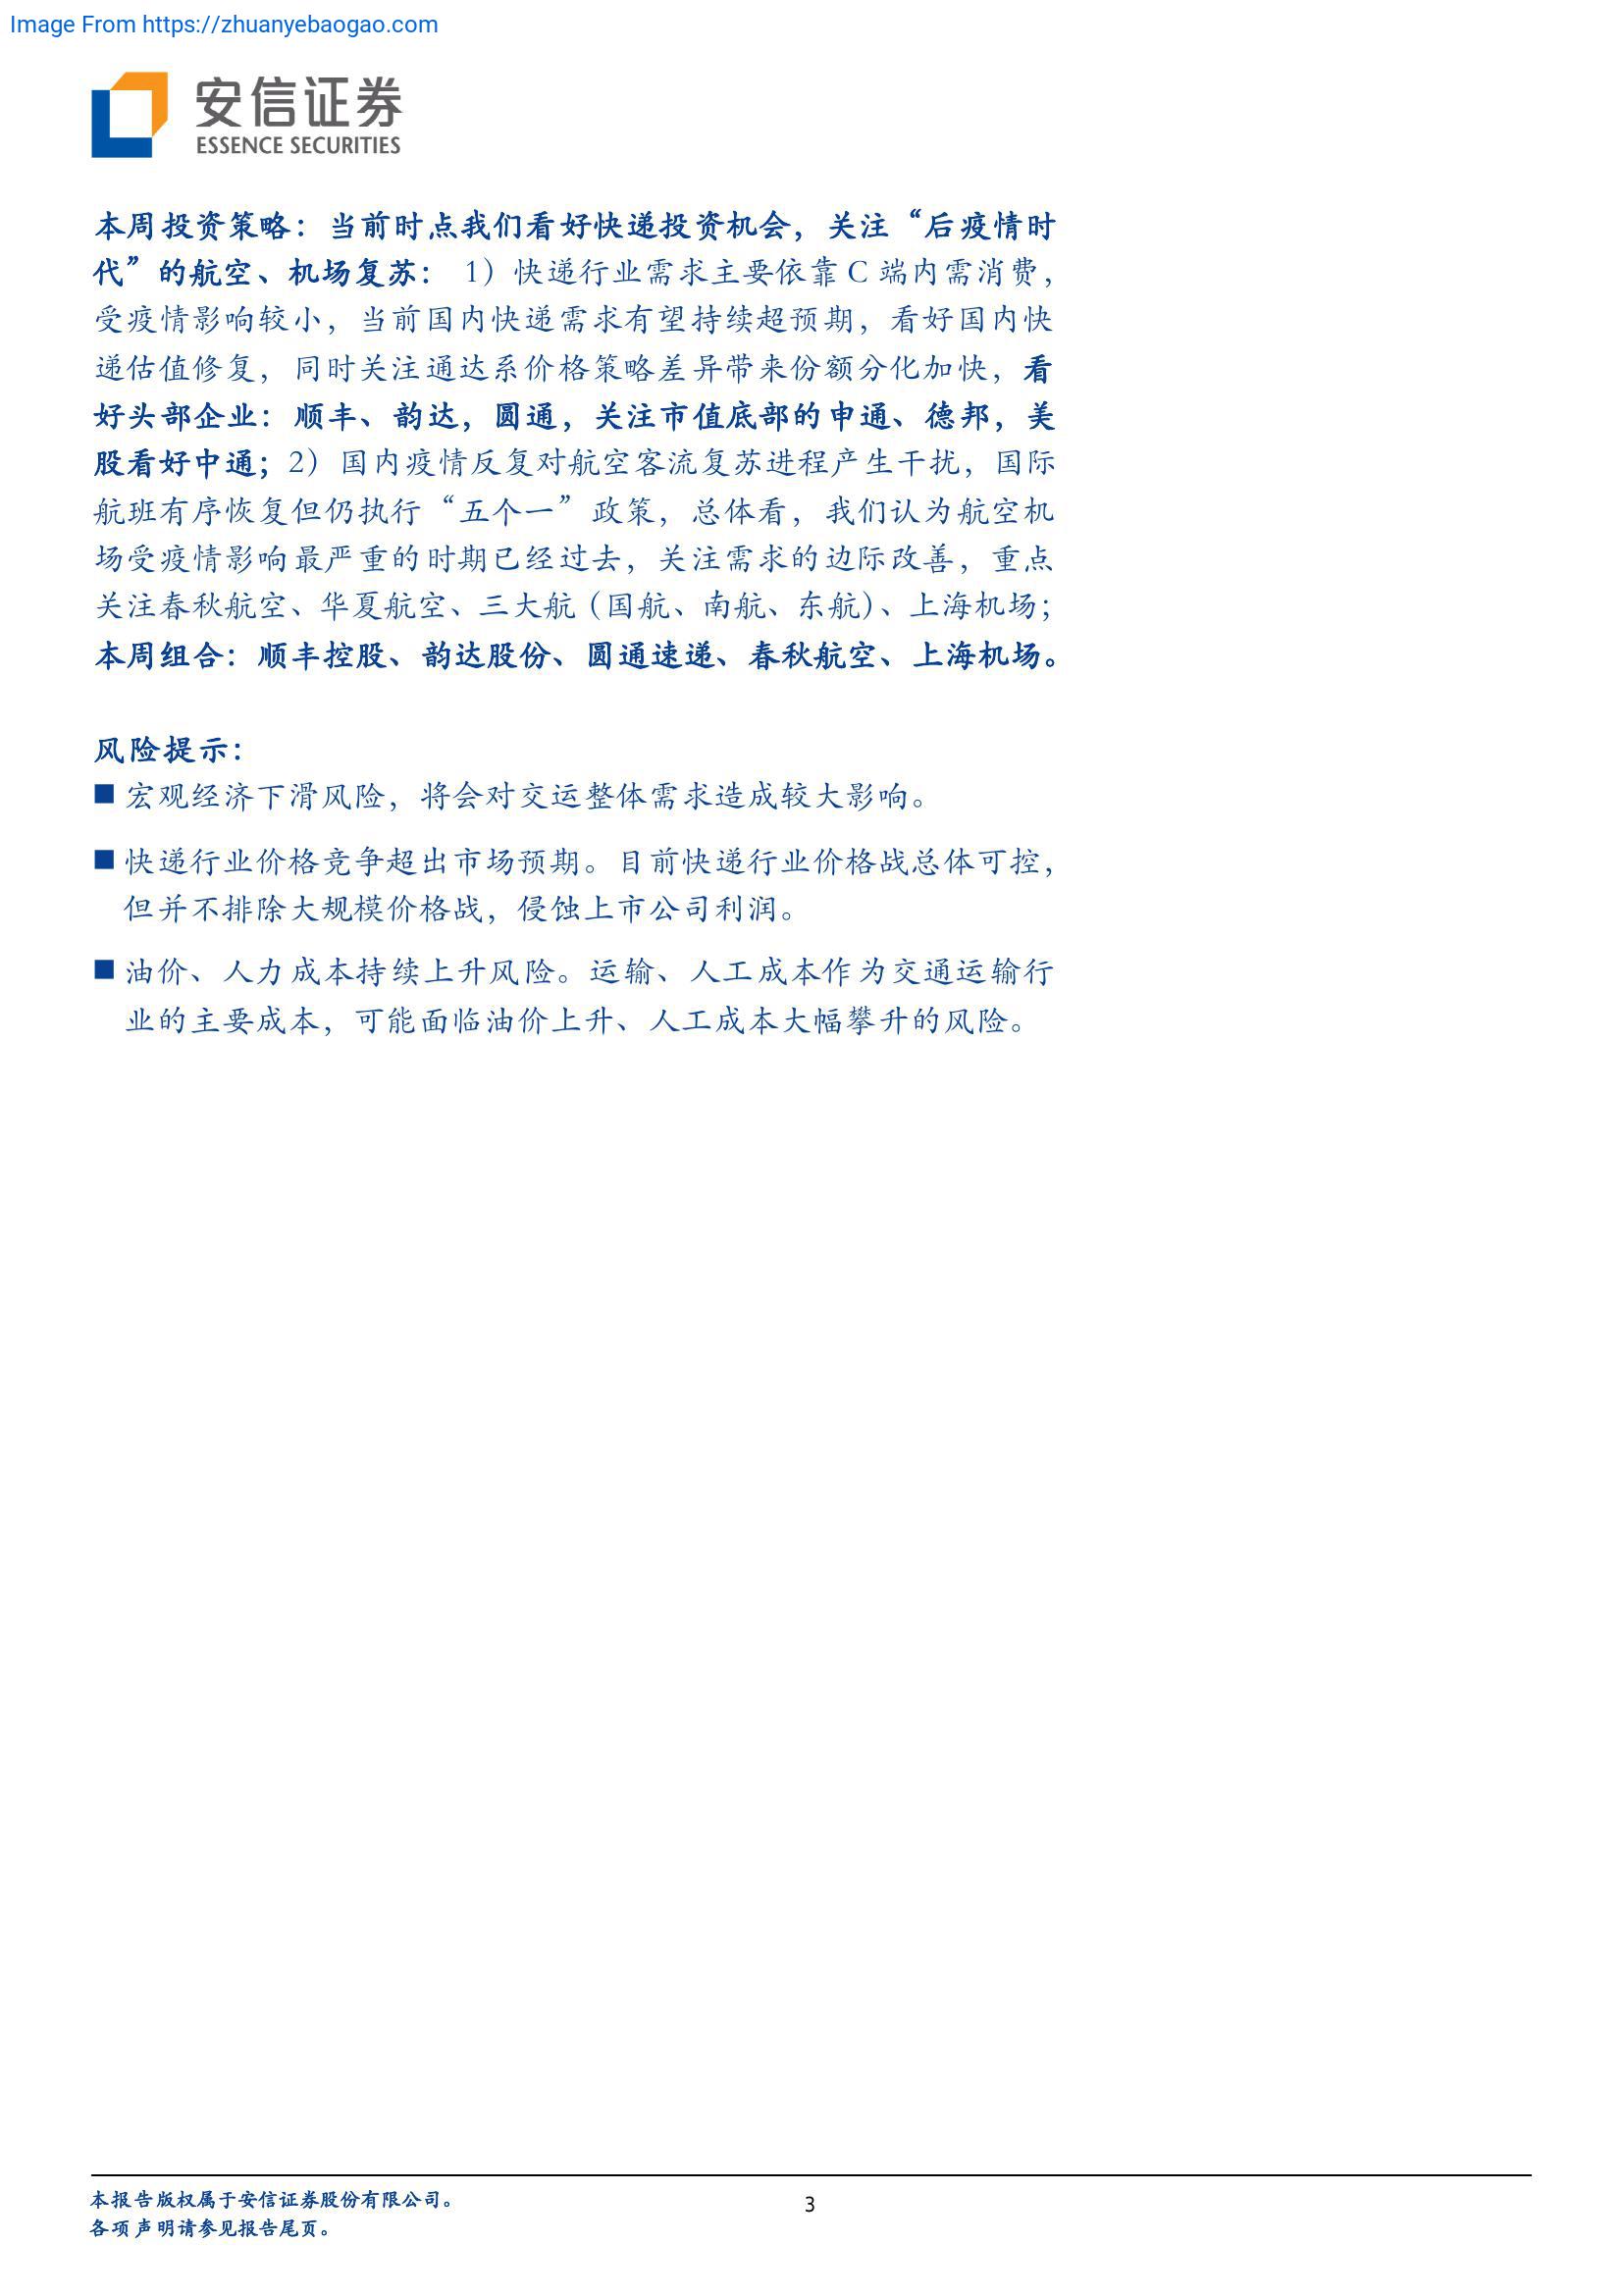 Image From https://zhuanyebaogao.com
安信证券
ESSENCE SECURITIES
本周投资策略：当前时点我们看好快递投资机会，关注“后疫情时
代”的航空、机场复苏： 1）快递行业需求主要依靠 C 端内需消费，
受疫情影响较小，当前国内快递需求有望持续超预期，看好国内快
递估值修复，同时关注通达系价格策略差异带来份额分化加快，看
好头部企业：顺丰、韵达，圆通，关注市值底部的申通、德邦，美
股看好中通；2）国内疫情反复对航空客流复苏进程产生干扰，国际
航班有序恢复但仍执行“五个一”政策，总体看，我们认为航空机
场受疫情影响最严重的时期已经过去，关注需求的边际改善，重点
关注春秋航空、华夏航空、三大航（国航、南航、东航）、上海机场；
本周组合：顺丰控股、韵达股份、圆通速递、春秋航空、上海机场。
风险提示：
■ 宏观经济下滑风险，将会对交运整体需求造成较大影响。
■ 快递行业价格竞争超出市场预期。目前快递行业价格战总体可控，
但并不排除大规模价格战，侵蚀上市公司利润。
■ 油价、人力成本持续上升风险。运输、人工成本作为交通运输行
业的主要成本，可能面临油价上升、人工成本大幅攀升的风险。
本报告版权属于安信证券股份有限公司。
3
各项声明请参见报告尾页。